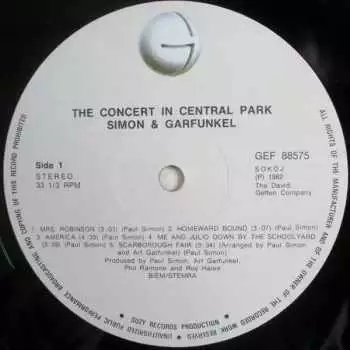 THE CONCERT IN CENTRAL PARK
SIMON & GARFUNKEL
Side 1
STEREO
33 1/3 RPM
GEF 88575
SOKOJ
(P) 1982
The David
Geffen Company
1. MRS. ROBINSON (3:03) (Paul Simon) 2. HOMEWARD BOUND (3:07) (Paul Simon)
3. AMERICA (4:35) (Paul Simon) 4. ME AND JULIO DOWN BY THE SCHOOLYARD
(Paul Simon) 5. SCARBOROUGH FAIR (5:34) (Arranged by Paul Simon
and Art Garfunkel) (Paul Simon)
Produced by Paul Simon, Art Garfunkel,
Phil Ramone and Roy Halee
BIEM/STEMRA
ALL RIGHTS OF THE MANUFACTURER AND OF THE OWNER OF THE RECORDED WORK RESERVED
SUZY RECORDS PRODUCTION
UNAUTHORIZED PUBLIC PERFORMANCE BROADCASTING AND COPYING OF THIS RECORD PROHIBITED